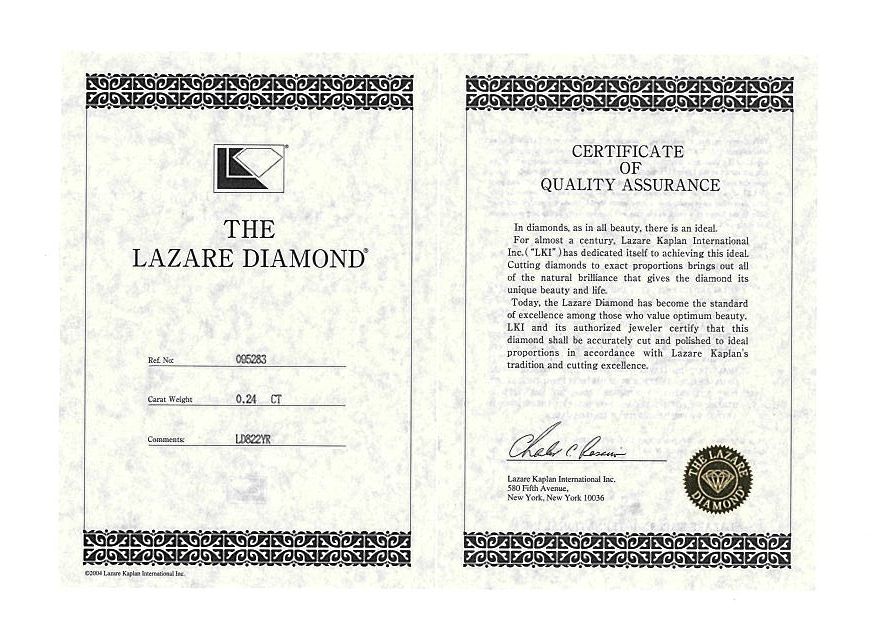 THE
LAZARE DIAMOND®
Ref. No: 095283
Carat Weight 0.24 CT
Comments: LD822YR
©2004 Lazare Kaplan International Inc.
CERTIFICATE
OF
QUALITY ASSURANCE
In diamonds, as in all beauty, there is an ideal.
For almost a century, Lazare Kaplan International
Inc.("LKI")has dedicated itself to achieving this ideal.
Cutting diamonds to exact proportions brings out all
of the natural brilliance that gives the diamond its
unique beauty and life.
Today, the Lazare Diamond has become the standard
of excellence among those who value optimum beauty.
LKI and its authorized jeweler certify that this
diamond shall be accurately cut and polished to ideal
proportions in accordance with Lazare Kaplan's
tradition and cutting excellence.
Lazare Kaplan International Inc.
580 Fifth Avenue,
New York, New York 10036
THE LAZARE
DIAMOND